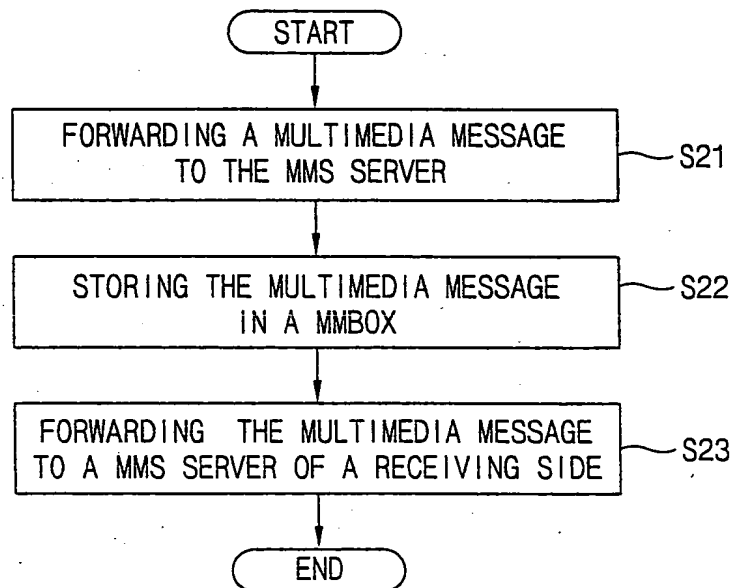 START
FORWARDING A MULTIMEDIA MESSAGE
TO THE MMS SERVER
S21
STORING THE MULTIMEDIA MESSAGE
IN A MMBOX
S22
FORWARDING THE MULTIMEDIA MESSAGE
TO A MMS SERVER OF A RECEIVING SIDE
S23
END